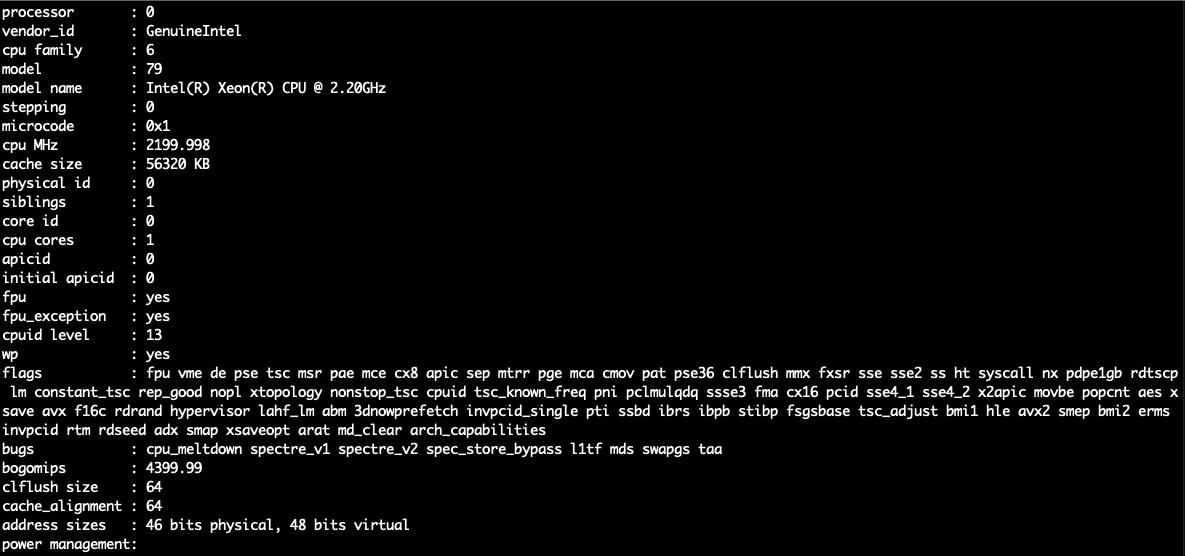 processor : 0
vendor_id : GenuineIntel
cpu family : 6
model : 79
model name : Intel(R) Xeon(R) CPU @ 2.20GHz
stepping : 0
microcode : 0x1
cpu MHz : 2199.998
cache size : 56320 KB
physical id : 0
siblings : 1
core id : 0
cpu cores : 1
apicid : 0
initial apicid : 0
fpu : yes
fpu_exception : yes
cpuid level : 13
wp : yes
flags : fpu vme de pse tsc msr pae mce cx8 apic sep mtrr pge mca cmov pat pse36 clflush mmx fxsr sse sse2 ss ht syscall nx pdpe1gb rdtscp
lm constant_tsc rep_good nopl xtopology nonstop_tsc cpuid tsc_known_freq pni pclmulqdq ssse3 fma cx16 pcid sse4_1 sse4_2 x2apic movbe popcnt aes x
save avx f16c rdrand hypervisor lahf_lm abm 3dnowprefetch invpcid_single pti ssbd ibrs ibpb stibp fsgsbase tsc_adjust bmi1 hle avx2 smep bmi2 erms
invpcid rtm rdseed adx smap xsaveopt arat md_clear arch_capabilities
bugs : cpu_meltdown spectre_v1 spectre_v2 spec_store_bypass l1tf mds swapgs taa
bogomips : 4399.99
clflush size : 64
cache_alignment : 64
address sizes : 46 bits physical, 48 bits virtual
power management: